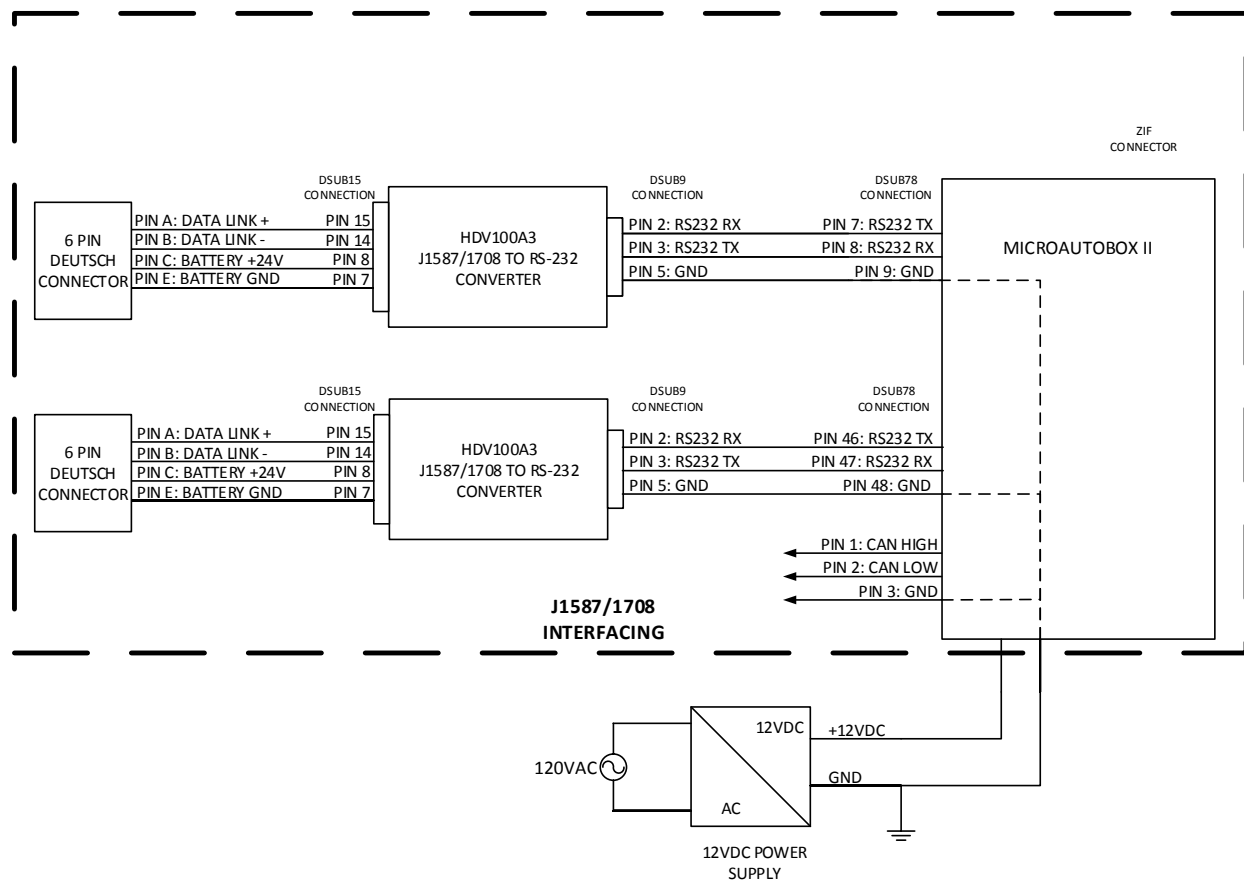 ZIF
CONNECTOR
DSUB15
CONNECTION
DSUB9
CONNECTION
DSUB78
CONNECTION
6 PIN
DEUTSCH
CONNECTOR
PIN A: DATA LINK +
PIN B: DATA LINK -
PIN C: BATTERY +24V
PIN E: BATTERY GND
PIN 15
PIN 14
PIN 8
PIN 7
HDV100A3
J1587/1708 TO RS-232
CONVERTER
PIN 2: RS232 RX
PIN 3: RS232 TX
PIN 5: GND
PIN 7: RS232 TX
PIN 8: RS232 RX
PIN 9: GND
MICROAUTOBOX II
DSUB15
CONNECTION
DSUB9
CONNECTION
DSUB78
CONNECTION
6 PIN
DEUTSCH
CONNECTOR
PIN A: DATA LINK +
PIN B: DATA LINK -
PIN C: BATTERY +24V
PIN E: BATTERY GND
PIN 15
PIN 14
PIN 8
PIN 7
HDV100A3
J1587/1708 TO RS-232
CONVERTER
PIN 2: RS232 RX
PIN 3: RS232 TX
PIN 5: GND
PIN 46: RS232 TX
PIN 47: RS232 RX
PIN 48: GND
PIN 1: CAN HIGH
PIN 2: CAN LOW
PIN 3: GND
J1587/1708
INTERFACING
120VAC
12VDC
AC
+12VDC
GND
12VDC POWER
SUPPLY